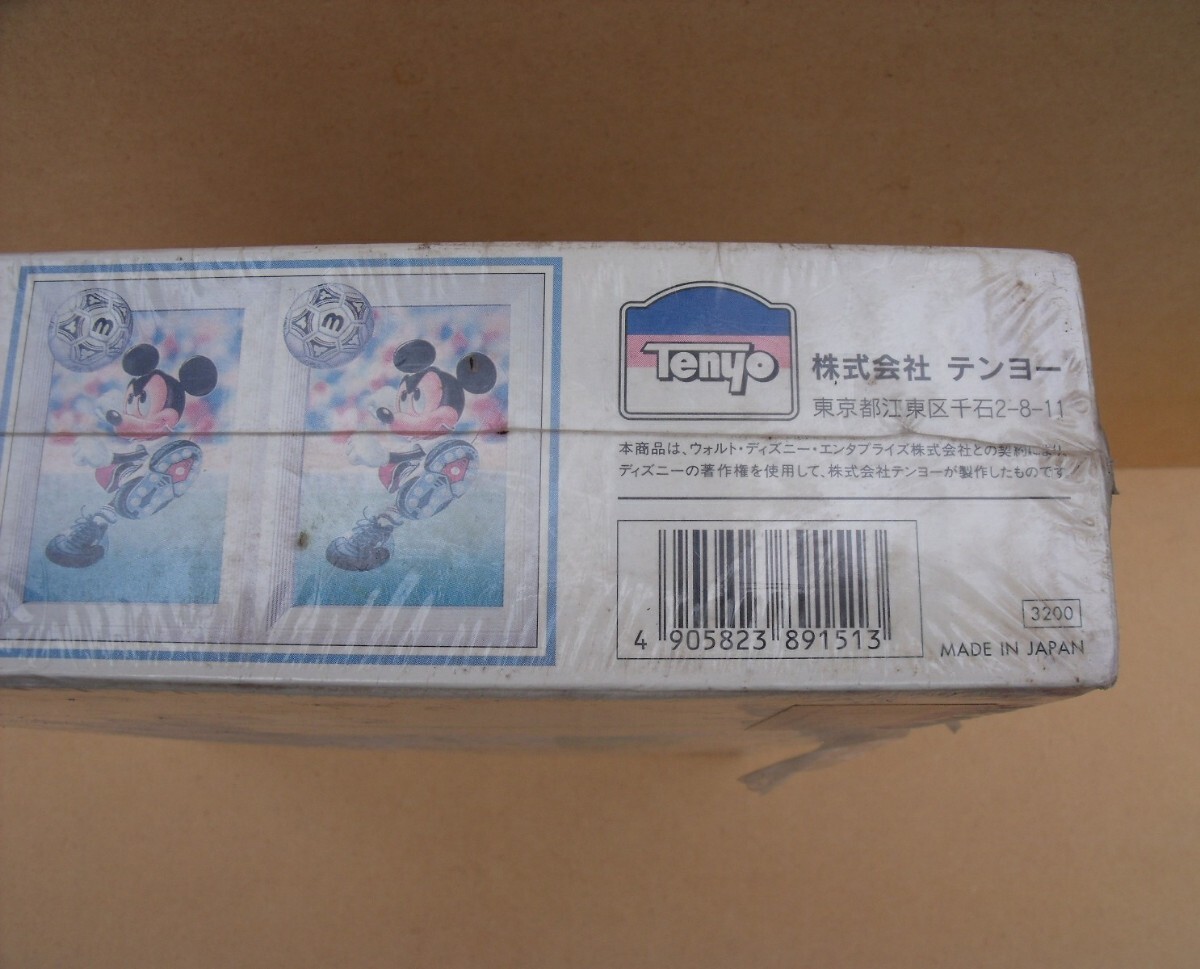 m
m
Tenyo
株式会社 テンヨー
東京都江東区千石2-8-11
本商品は、ウォルト・ディズニー・エンタプライズ株式会社との契約により、
ディズニーの著作権を使用して、株式会社テンヨーが製作したものです。
4 905823 891513
3200
MADE IN JAPAN